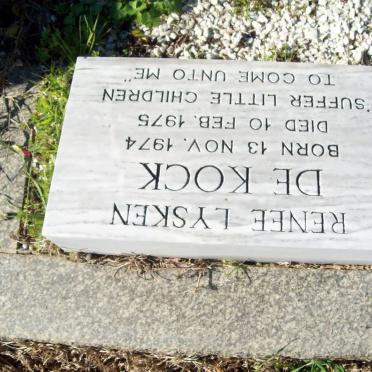 RENEE LYSKEN
DE KOCK
BORN 13 NOV. 1974
DIED 10 FEB. 1975
"SUFFER LITTLE CHILDREN
TO COME UNTO ME"